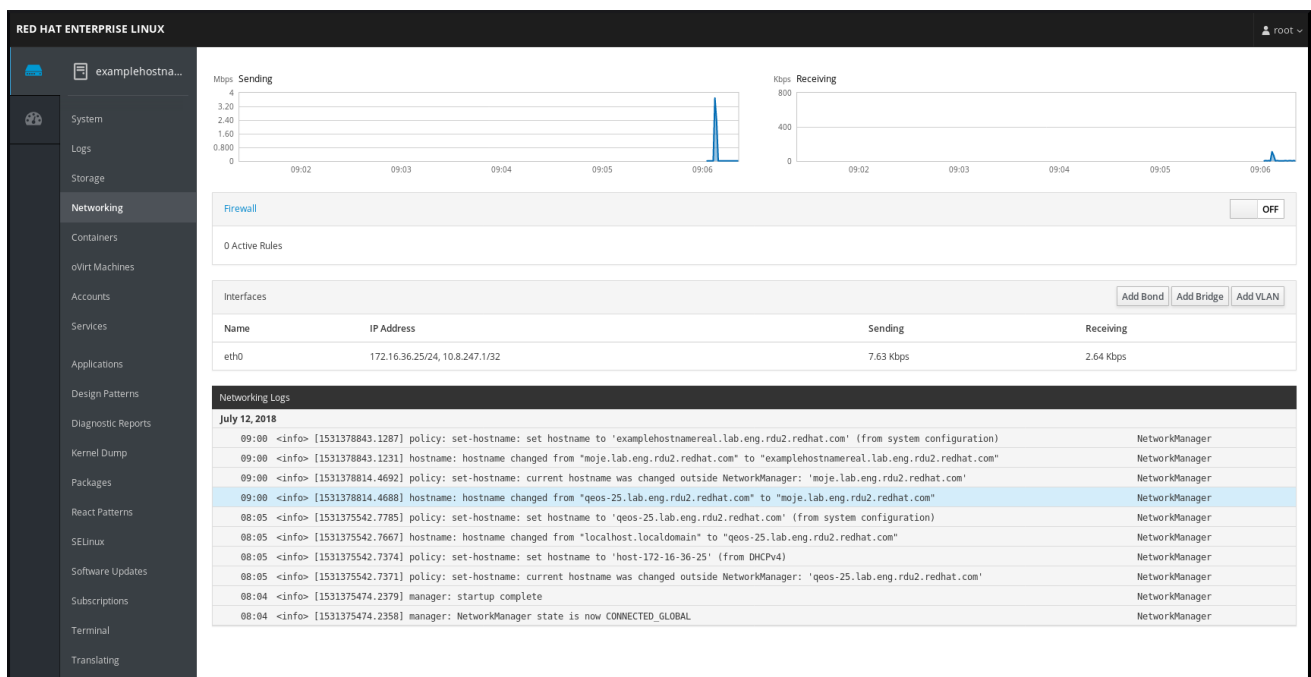 RED HAT ENTERPRISE LINUX
root
examplehostna...
System
Logs
Storage
Networking
Containers
oVirt Machines
Accounts
Services
Applications
Design Patterns
Diagnostic Reports
Kernel Dump
Packages
React Patterns
SELinux
Software Updates
Subscriptions
Terminal
Translating
Mbps Sending
4
3.20
2.40
1.60
0.800
0
09:02 09:03 09:04 09:05 09:06
Kbps Receiving
800
400
0
09:02 09:03 09:04 09:05 09:06
Firewall OFF
0 Active Rules
Interfaces Add Bond Add Bridge Add VLAN
Name IP Address Sending Receiving
eth0 172.16.36.25/24, 10.8.247.1/32 7.63 Kbps 2.64 Kbps
Networking Logs
July 12, 2018
09:00 <info> [1531378843.1287] policy: set-hostname: set hostname to 'examplehostnamereal.lab.eng.rdu2.redhat.com' (from system configuration) NetworkManager
09:00 <info> [1531378843.1231] hostname: hostname changed from "moje.lab.eng.rdu2.redhat.com" to "examplehostnamereal.lab.eng.rdu2.redhat.com" NetworkManager
09:00 <info> [1531378814.4692] policy: set-hostname: current hostname was changed outside NetworkManager: 'moje.lab.eng.rdu2.redhat.com' NetworkManager
09:00 <info> [1531378814.4688] hostname: hostname changed from "qeos-25.lab.eng.rdu2.redhat.com" to "moje.lab.eng.rdu2.redhat.com" NetworkManager
08:05 <info> [1531375542.7785] policy: set-hostname: set hostname to 'qeos-25.lab.eng.rdu2.redhat.com' (from system configuration) NetworkManager
08:05 <info> [1531375542.7667] hostname: hostname changed from "localhost.localdomain" to "qeos-25.lab.eng.rdu2.redhat.com" NetworkManager
08:05 <info> [1531375542.7374] policy: set-hostname: set hostname to 'host-172-16-36-25' (from DHCPv4) NetworkManager
08:05 <info> [1531375542.7371] policy: set-hostname: current hostname was changed outside NetworkManager: 'qeos-25.lab.eng.rdu2.redhat.com' NetworkManager
08:04 <info> [1531375474.2379] manager: startup complete NetworkManager
08:04 <info> [1531375474.2358] manager: NetworkManager state is now CONNECTED_GLOBAL NetworkManager